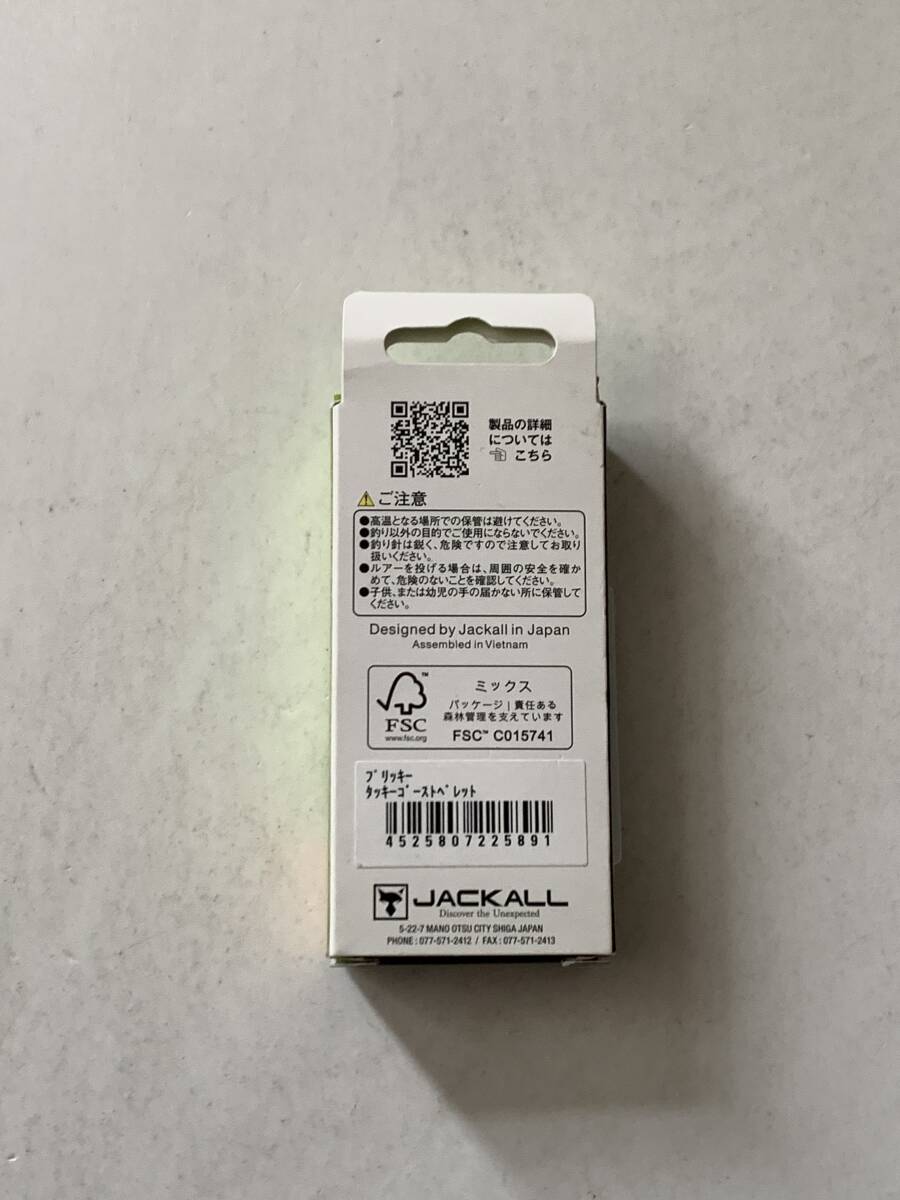 製品の詳細
については
☜ こちら
⚠ ご注意
●高温となる場所での保管は避けてください。
●釣り以外の目的でご使用にならないでください。
●釣り針は鋭く、危険ですので注意してお取り
扱いください。
●ルアーを投げる場合は、周囲の安全を確か
めて、危険のないことを確認してください。
●子供、または幼児の手の届かない所に保管して
ください。
Designed by Jackall in Japan
Assembled in Vietnam
FSC™
www.fsc.org
ミックス
パッケージ | 責任ある
森林管理を支えています
FSC™ C015741
ﾌﾞﾘｯｷｰ
ﾀｯｷｰｺﾞｰｽﾄﾍﾟﾚｯﾄ
4525807225891
JACKALL
Discover the Unexpected
5-22-7 MANO OTSU CITY SHIGA JAPAN
PHONE : 077-571-2412 / FAX : 077-571-2413